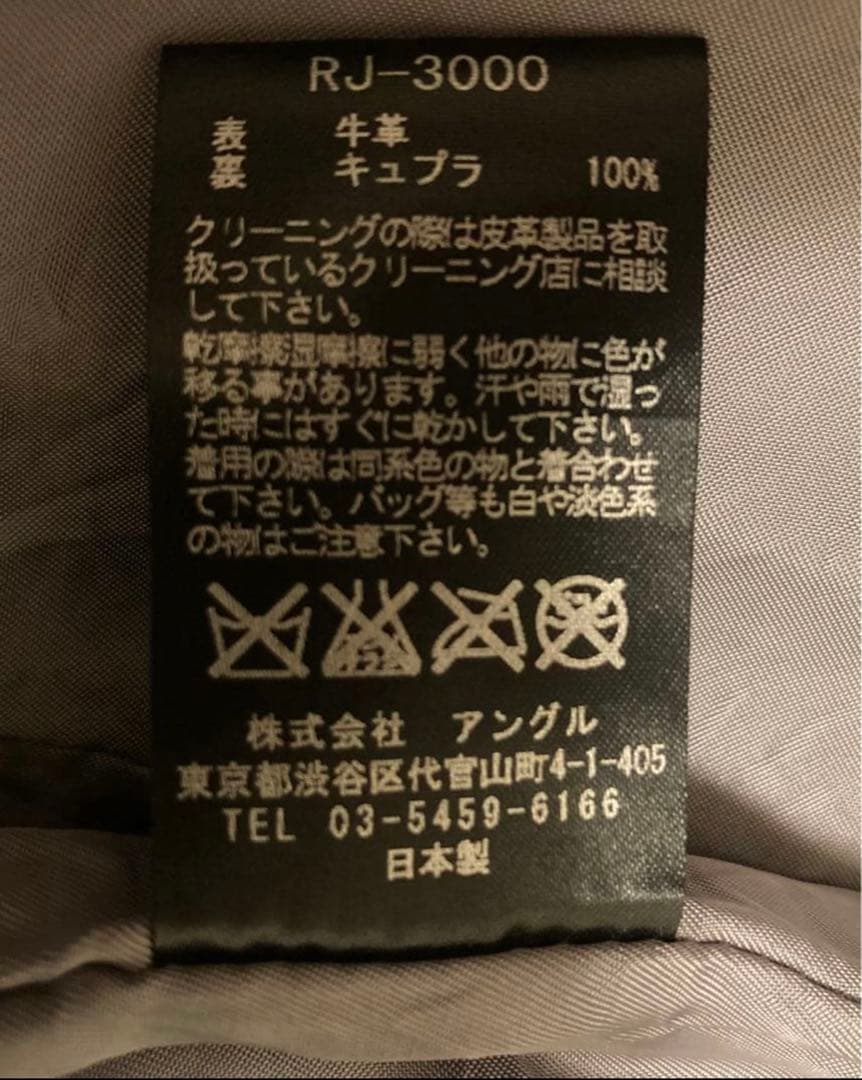 RJ-3000
表 牛革
裏 キュプラ 100%
クリーニングの際は皮革製品を取
扱っているクリーニング店に相談
して下さい。
乾摩擦湿摩擦に弱く他の物に色が
移る事があります。汗や雨で湿っ
た時にはすぐに乾かして下さい。
着用の際は同系色の物と着合わせ
て下さい。バッグ等も白や淡色系
の物はご注意下さい。
株式会社 アングル
東京都渋谷区代官山町4-1-405
TEL 03-5459-6166
日本製